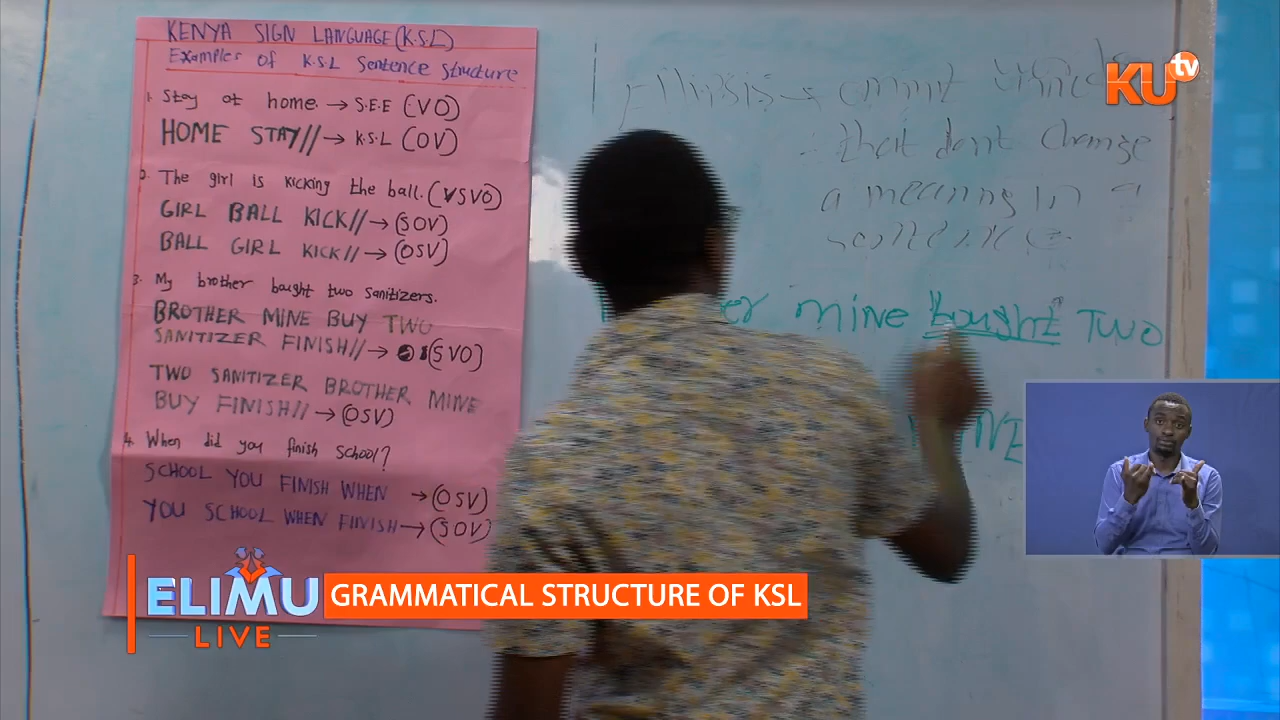 KENYA SIGN LANGUAGE (K.S.L)
Examples of K.S.L Sentence Structure
1. Stay at home. → S.E.E (VO)
HOME STAY// → K.S.L (OV)
2. The girl is kicking the ball. (SVO)
GIRL BALL KICK// → (SOV)
BALL GIRL KICK// → (OSV)
3. My brother bought two sanitizers.
BROTHER MINE BUY TWO
SANITIZER FINISH// → (SVO)
TWO SANITIZER BROTHER MINE
BUY FINISH// → (OSV)
4. When did you finish school?
SCHOOL YOU FINISH WHEN → (OSV)
YOU SCHOOL WHEN FINISH → (SOV)
Ellipsis →
that dont change
a meaning in a
mine bought TWO
KU tv
ELIMU
LIVE
GRAMMATICAL STRUCTURE OF KSL